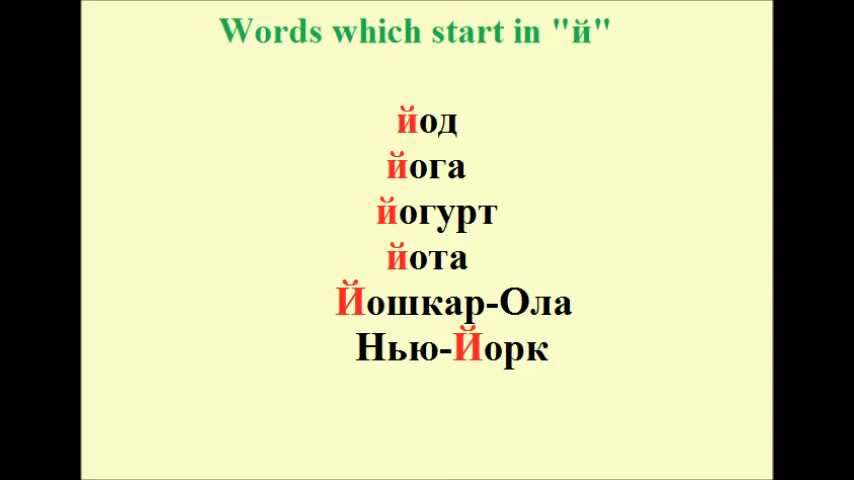 Words which start in "й"
йод
йога
йогурт
йота
Йошкар-Ола
Нью-Йорк